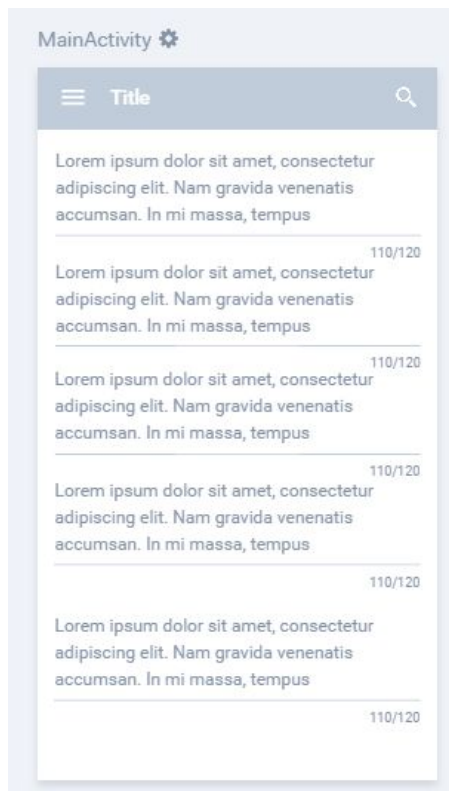 MainActivity
Title
Lorem ipsum dolor sit amet, consectetur
adipiscing elit. Nam gravida venenatis
accumsan. In mi massa, tempus
110/120
Lorem ipsum dolor sit amet, consectetur
adipiscing elit. Nam gravida venenatis
accumsan. In mi massa, tempus
110/120
Lorem ipsum dolor sit amet, consectetur
adipiscing elit. Nam gravida venenatis
accumsan. In mi massa, tempus
110/120
Lorem ipsum dolor sit amet, consectetur
adipiscing elit. Nam gravida venenatis
accumsan. In mi massa, tempus
110/120
Lorem ipsum dolor sit amet, consectetur
adipiscing elit. Nam gravida venenatis
accumsan. In mi massa, tempus
110/120